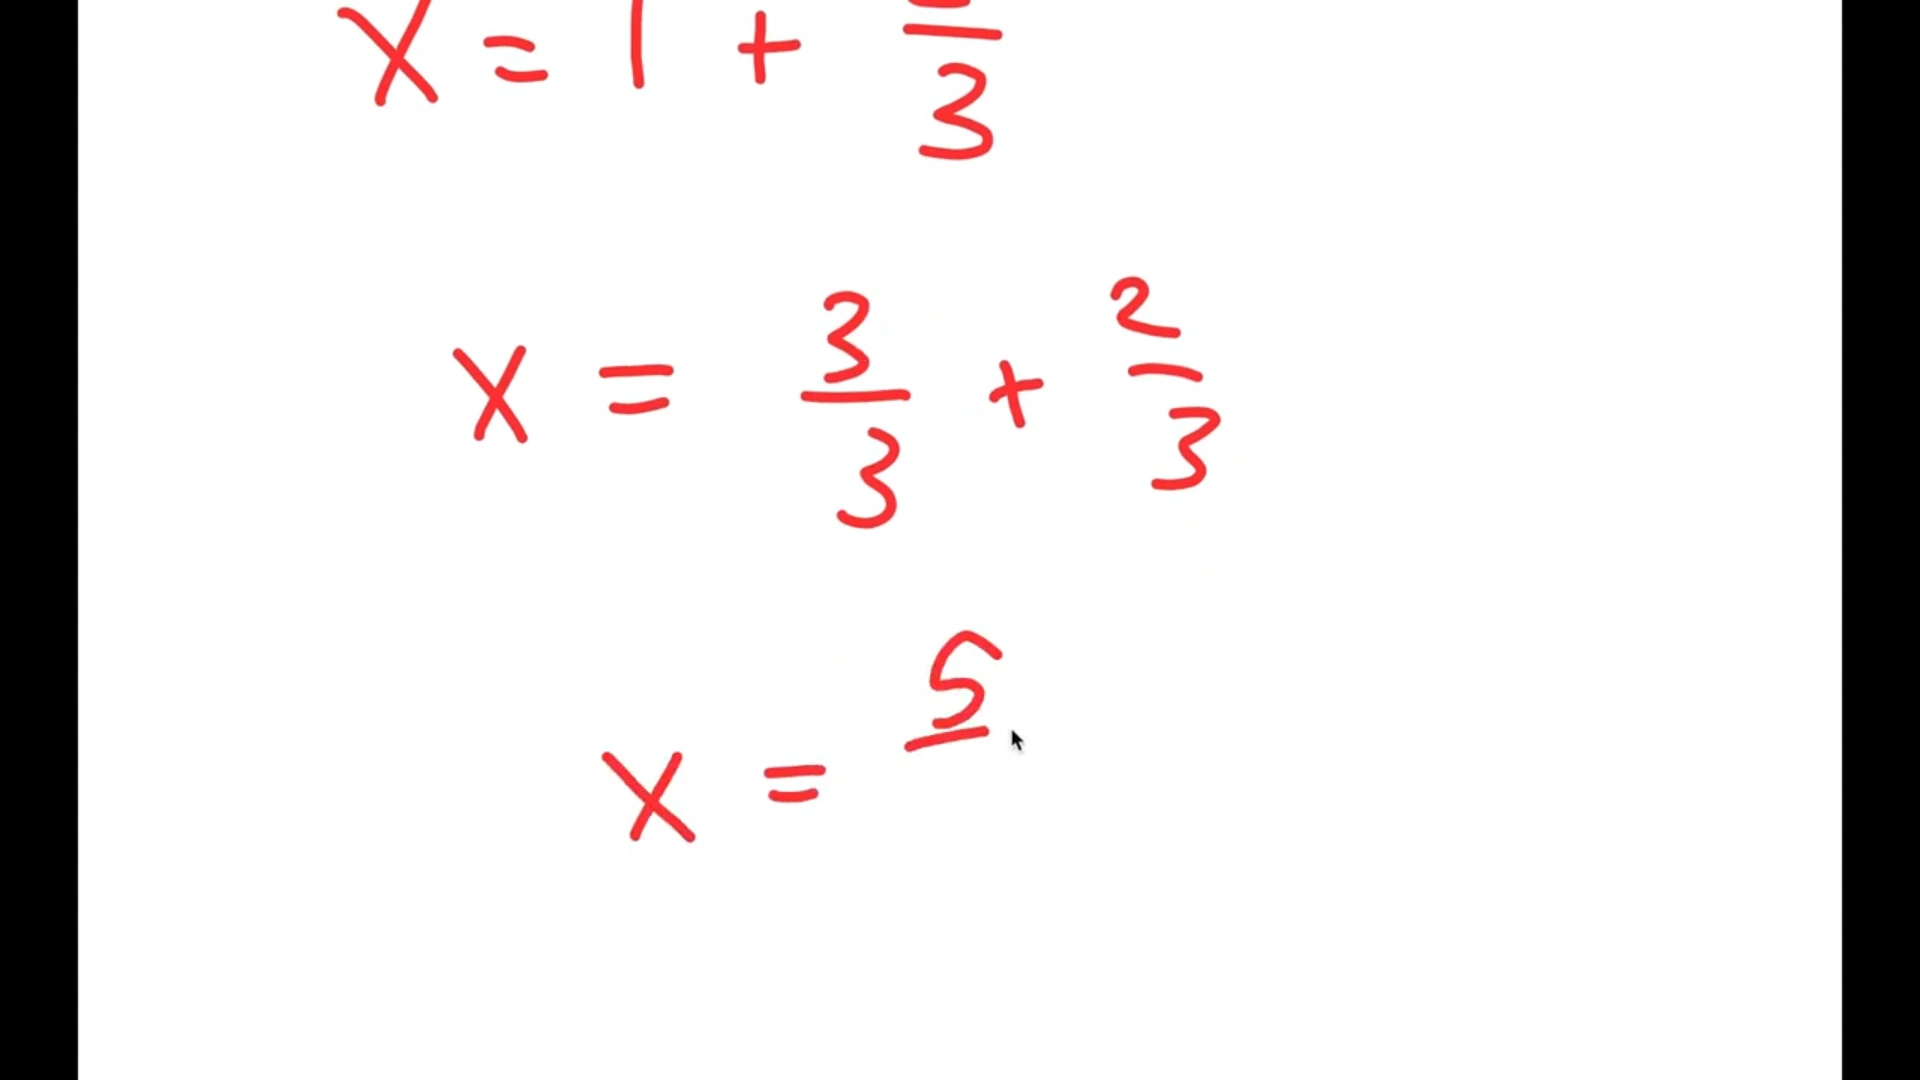 x = 1 + /3
x = 3/3 + 2/3
x = 5/